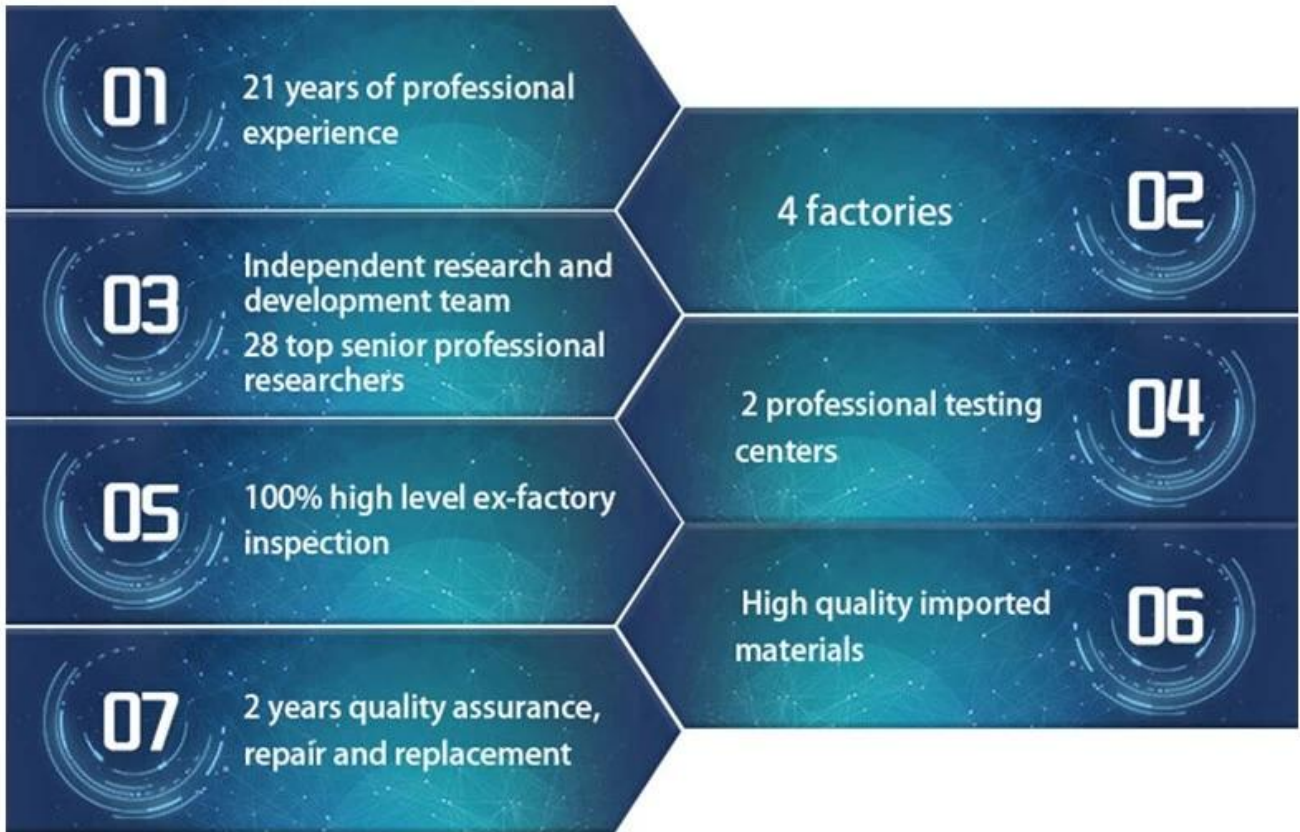 01
21 years of professional
experience
02
4 factories
03
Independent research and
development team
28 top senior professional
researchers
04
2 professional testing
centers
05
100% high level ex-factory
inspection
06
High quality imported
materials
07
2 years quality assurance,
repair and replacement